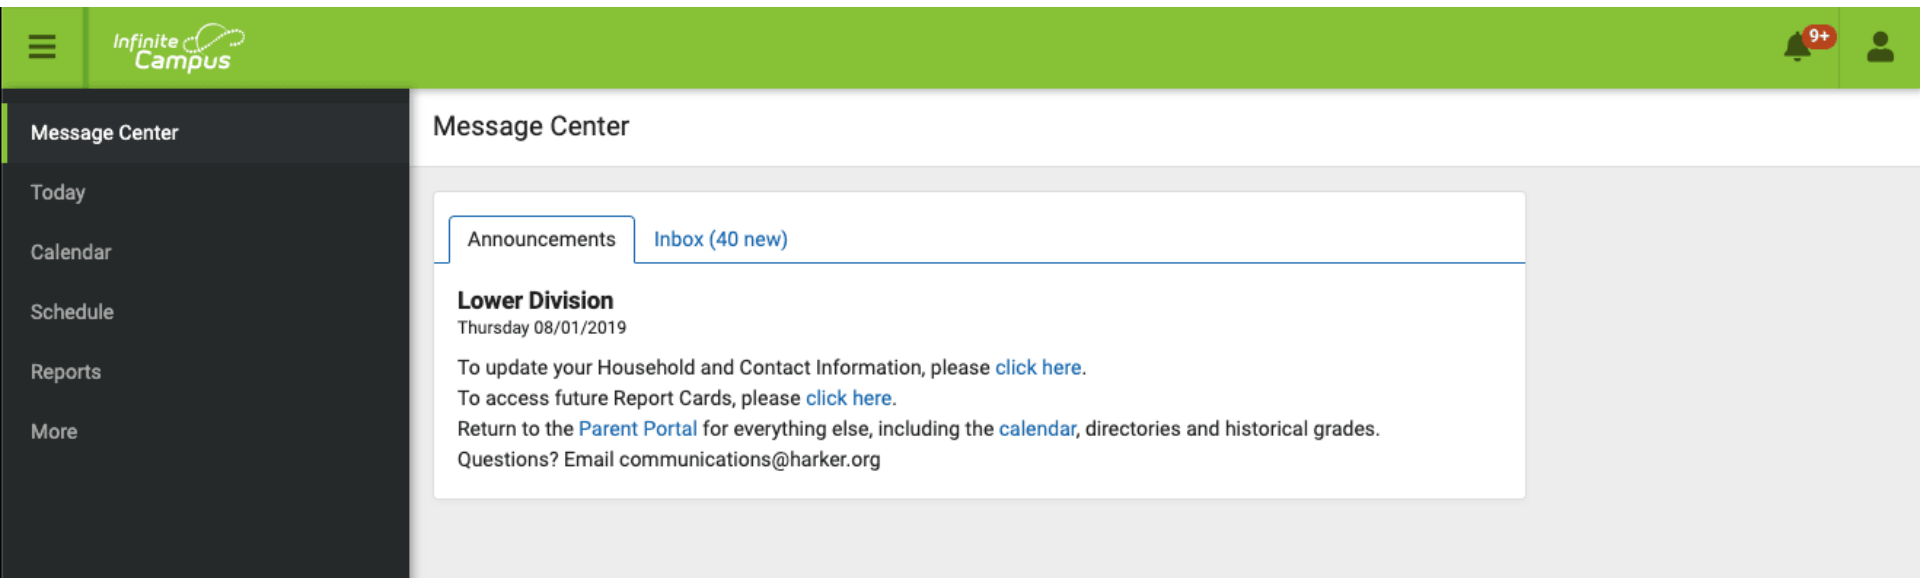 Infinite
Campus
9+
Message Center
Today
Calendar
Schedule
Reports
More
Message Center
Announcements
Inbox (40 new)
Lower Division
Thursday 08/01/2019
To update your Household and Contact Information, please click here.
To access future Report Cards, please click here.
Return to the Parent Portal for everything else, including the calendar, directories and historical grades.
Questions? Email communications@harker.org